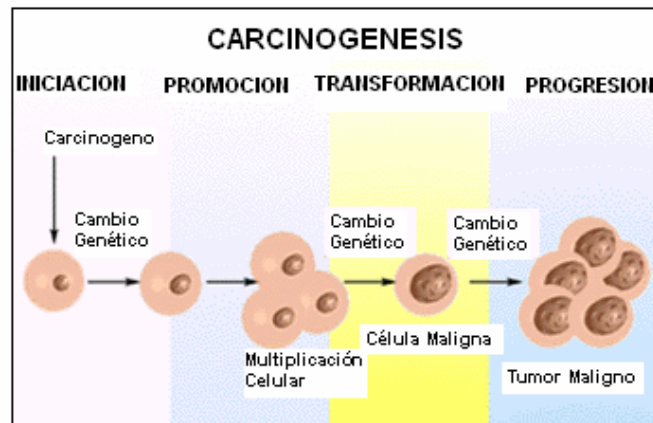 CARCINOGENESIS
INICIACION PROMOCION TRANSFORMACION PROGRESION
Carcinogeno
Cambio
Genético
Cambio
Genético
Cambio
Genético
Multiplicación
Celular
Célula Maligna
Tumor Maligno